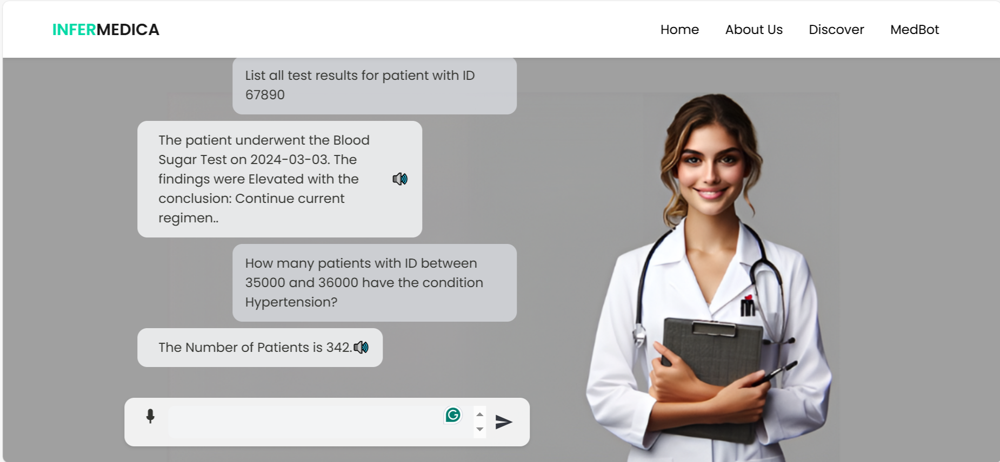 INFERMEDICA
Home About Us Discover MedBot
List all test results for patient with ID
67890
The patient underwent the Blood
Sugar Test on 2024-03-03. The
findings were Elevated with the
conclusion: Continue current
regimen..
How many patients with ID between
35000 and 36000 have the condition
Hypertension?
The Number of Patients is 342.